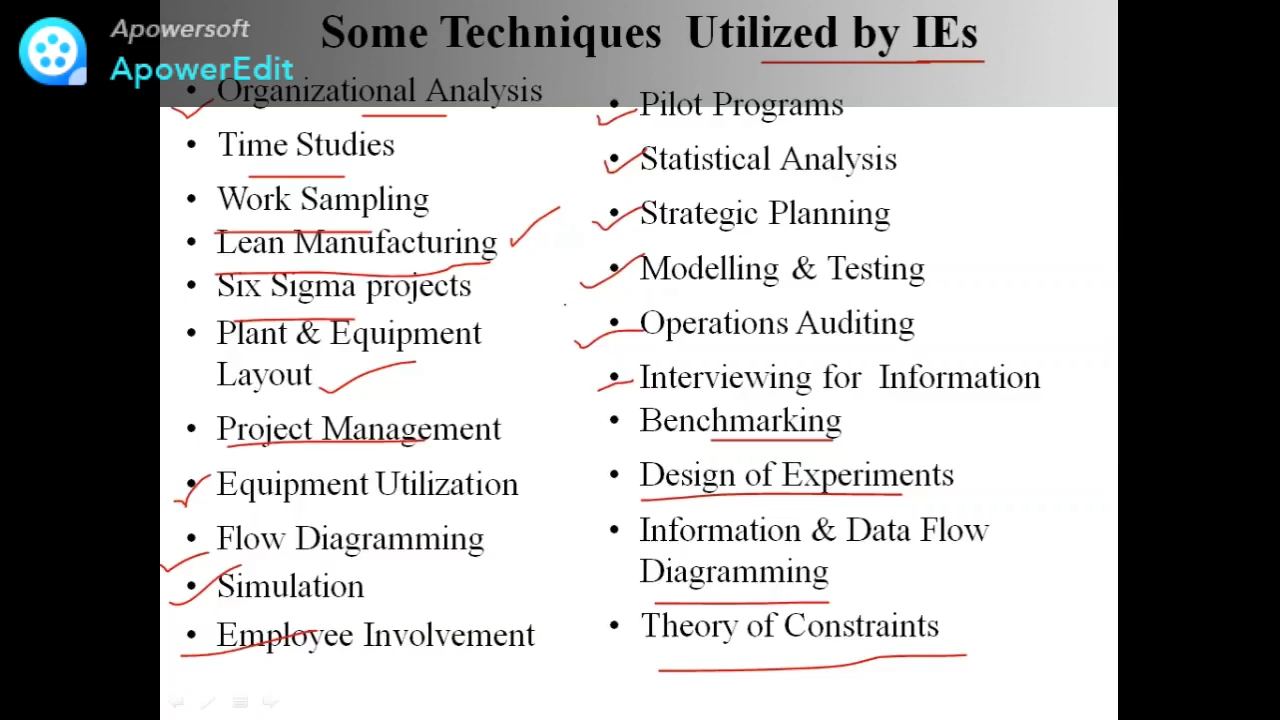 Apowersoft
ApowerEdit
Some Techniques Utilized by IEs
• Organizational Analysis
• Time Studies
• Work Sampling
• Lean Manufacturing
• Six Sigma projects
• Plant & Equipment
Layout
• Project Management
• Equipment Utilization
• Flow Diagramming
• Simulation
• Employee Involvement
• Pilot Programs
• Statistical Analysis
• Strategic Planning
• Modelling & Testing
• Operations Auditing
• Interviewing for Information
• Benchmarking
• Design of Experiments
• Information & Data Flow
Diagramming
• Theory of Constraints